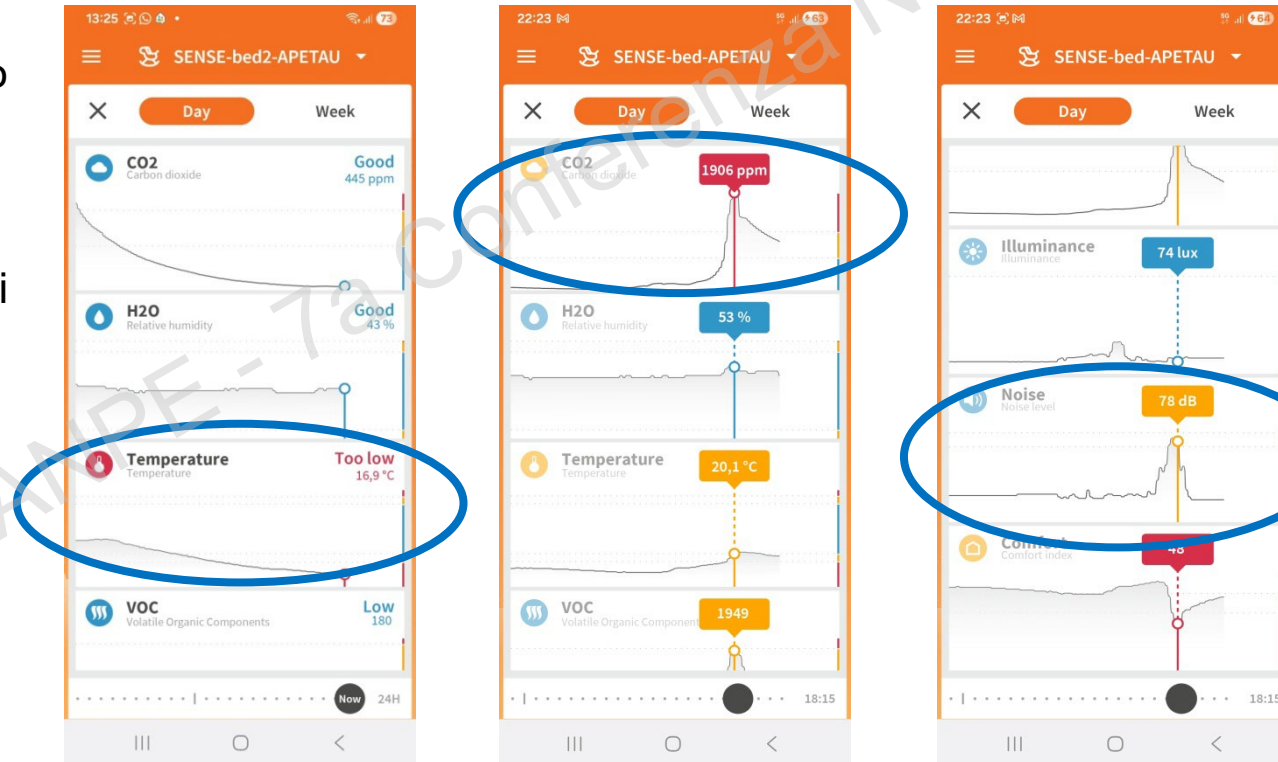 o
i
13:25 73
SENSE-bed2-APETAU
Day Week
CO2 Good
Carbon dioxide 445 ppm
H2O Good
Relative humidity 43 %
Temperature Too low
Temperature 16,9 °C
VOC Low
Volatile Organic Components 180
Now 24H
22:23 5G 63
SENSE-bed-APETAU
Day Week
CO2 1906 ppm
Carbon dioxide
H2O 53 %
Relative humidity
Temperature 20,1 °C
Temperature
VOC 1949
Volatile Organic Component
18:15
22:23 5G 64
SENSE-bed-APETAU
Day Week
Illuminance 74 lux
Illuminance
Noise 78 dB
Noise level
Comfort 48
Comfort index
18:15
ANPE - 7a Conferenza N